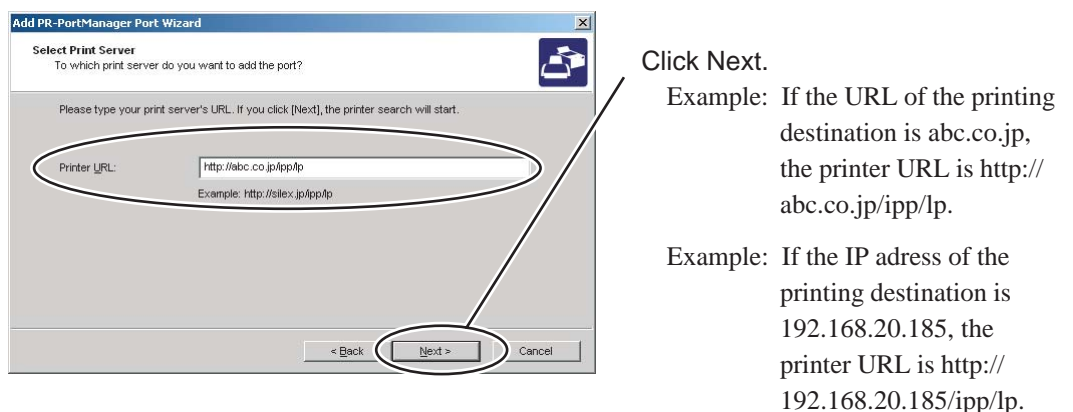 Add PR-PortManager Port Wizard
Select Print Server
To which print server do you want to add the port?
Please type your print server's URL. If you click [Next], the printer search will start.
Printer URL:
http://abc.co.jp/ipp/lp
Example: http://silex.jp/ipp/lp
< Back
Next >
Cancel
Click Next.
Example: If the URL of the printing
destination is abc.co.jp,
the printer URL is http://
abc.co.jp/ipp/lp.
Example: If the IP adress of the
printing destination is
192.168.20.185, the
printer URL is http://
192.168.20.185/ipp/lp.